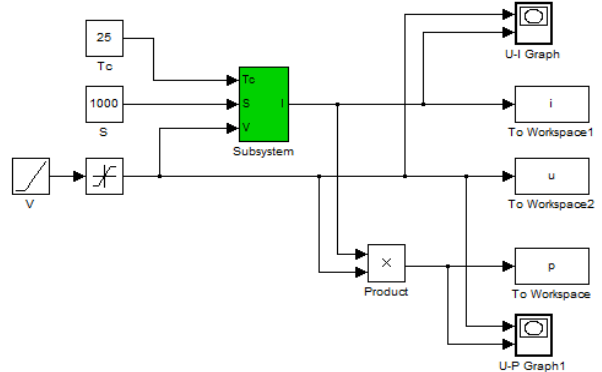 25
Tc
1000
S
V
Tc
S
V
I
Subsystem
×
Product
U-I Graph
i
To Workspace1
u
To Workspace2
p
To Workspace
U-P Graph1